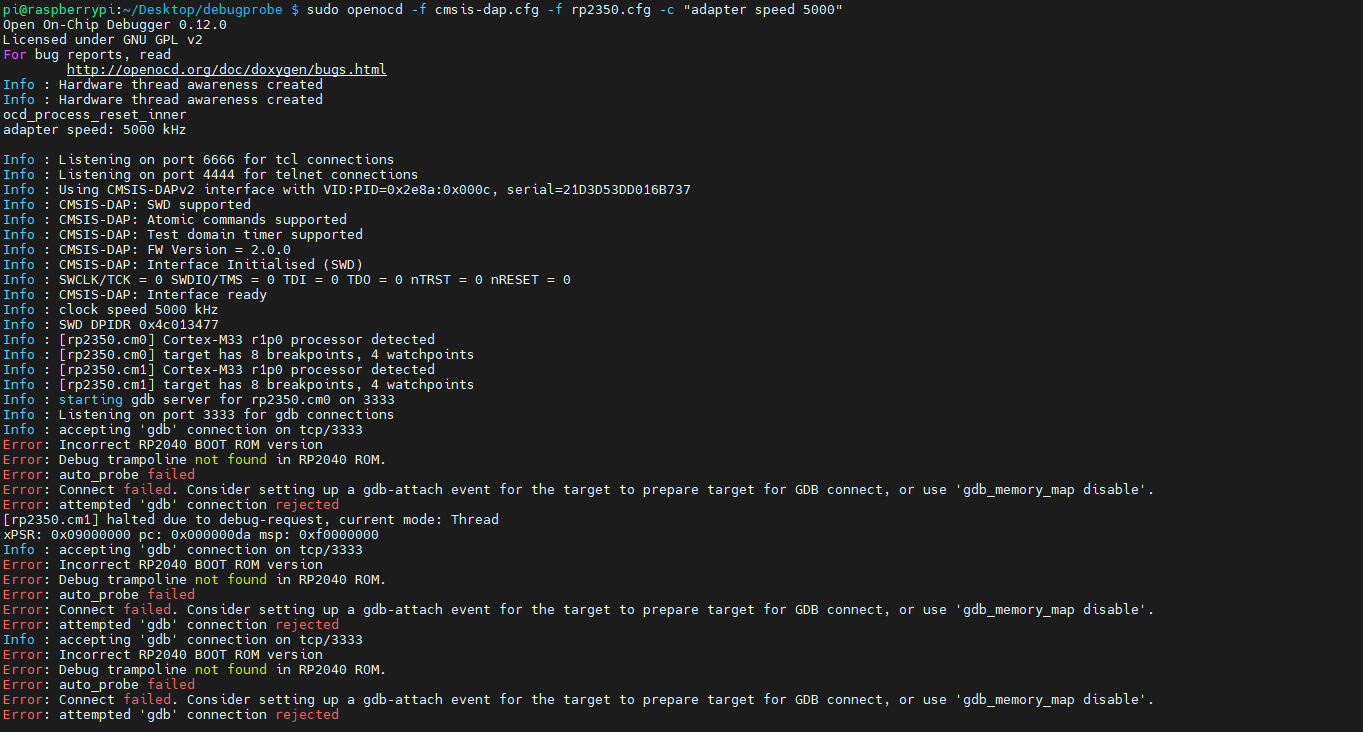 pi@raspberrypi:~/Desktop/debugprobe $ sudo openocd -f cmsis-dap.cfg -f rp2350.cfg -c "adapter speed 5000"
Open On-Chip Debugger 0.12.0
Licensed under GNU GPL v2
For bug reports, read
http://openocd.org/doc/doxygen/bugs.html
Info : Hardware thread awareness created
Info : Hardware thread awareness created
ocd_process_reset_inner
adapter speed: 5000 kHz
Info : Listening on port 6666 for tcl connections
Info : Listening on port 4444 for telnet connections
Info : Using CMSIS-DAPv2 interface with VID:PID=0x2e8a:0x000c, serial=21D3D53DD016B737
Info : CMSIS-DAP: SWD supported
Info : CMSIS-DAP: Atomic commands supported
Info : CMSIS-DAP: Test domain timer supported
Info : CMSIS-DAP: FW Version = 2.0.0
Info : CMSIS-DAP: Interface Initialised (SWD)
Info : SWCLK/TCK = 0 SWDIO/TMS = 0 TDI = 0 TDO = 0 nTRST = 0 nRESET = 0
Info : CMSIS-DAP: Interface ready
Info : clock speed 5000 kHz
Info : SWD DPIDR 0x4c013477
Info : [rp2350.cm0] Cortex-M33 r1p0 processor detected
Info : [rp2350.cm0] target has 8 breakpoints, 4 watchpoints
Info : [rp2350.cm1] Cortex-M33 r1p0 processor detected
Info : [rp2350.cm1] target has 8 breakpoints, 4 watchpoints
Info : starting gdb server for rp2350.cm0 on 3333
Info : Listening on port 3333 for gdb connections
Info : accepting 'gdb' connection on tcp/3333
Error: Incorrect RP2040 BOOT ROM version
Error: Debug trampoline not found in RP2040 ROM.
Error: auto_probe failed
Error: Connect failed. Consider setting up a gdb-attach event for the target to prepare target for GDB connect, or use 'gdb_memory_map disable'.
Error: attempted 'gdb' connection rejected
[rp2350.cm1] halted due to debug-request, current mode: Thread
xPSR: 0x09000000 pc: 0x000000da msp: 0xf0000000
Info : accepting 'gdb' connection on tcp/3333
Error: Incorrect RP2040 BOOT ROM version
Error: Debug trampoline not found in RP2040 ROM.
Error: auto_probe failed
Error: Connect failed. Consider setting up a gdb-attach event for the target to prepare target for GDB connect, or use 'gdb_memory_map disable'.
Error: attempted 'gdb' connection rejected
Info : accepting 'gdb' connection on tcp/3333
Error: Incorrect RP2040 BOOT ROM version
Error: Debug trampoline not found in RP2040 ROM.
Error: auto_probe failed
Error: Connect failed. Consider setting up a gdb-attach event for the target to prepare target for GDB connect, or use 'gdb_memory_map disable'.
Error: attempted 'gdb' connection rejected